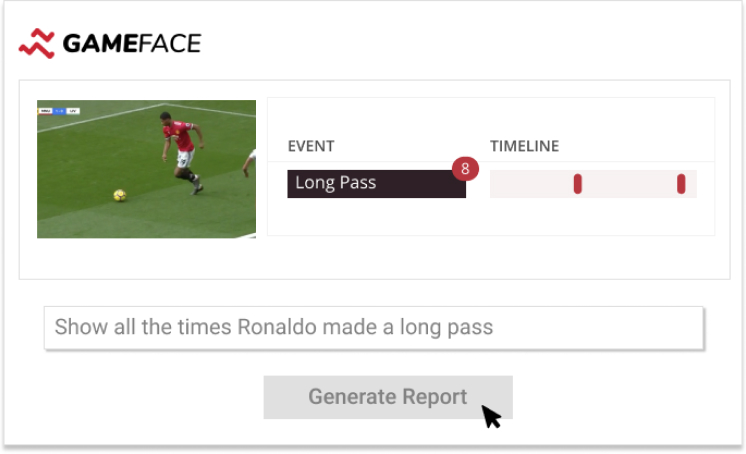 GAMEFACE
EVENT
TIMELINE
Long Pass
8
Show all the times Ronaldo made a long pass
Generate Report